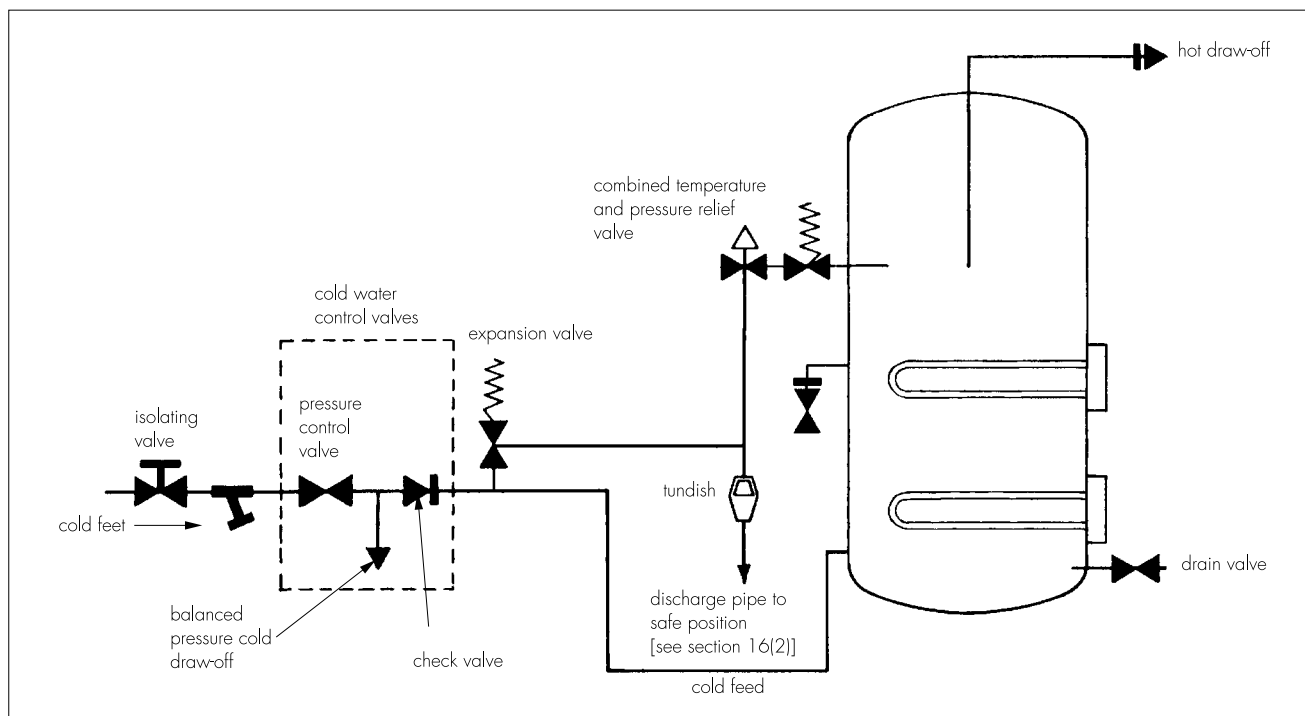 hot draw-off
combined temperature
and pressure relief
valve
cold water
control valves
expansion valve
isolating
valve
pressure
control
valve
tundish
cold feet
drain valve
balanced
pressure cold
draw-off
check valve
discharge pipe to
safe position
[see section 16(2)]
cold feed